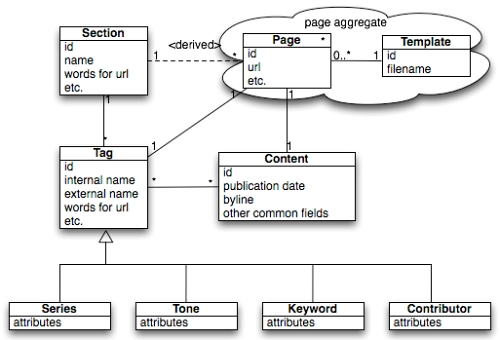 page aggregate
Section
id
name
words for url
etc.
1
<derived>
*
Page
id
url
etc.
*
0..*
1
Template
id
filename
1
1
1
*
1
1
Tag
id
internal name
external name
words for url
etc.
*
*
Content
id
publication date
byline
other common fields
Series
attributes
Tone
attributes
Keyword
attributes
Contributor
attributes